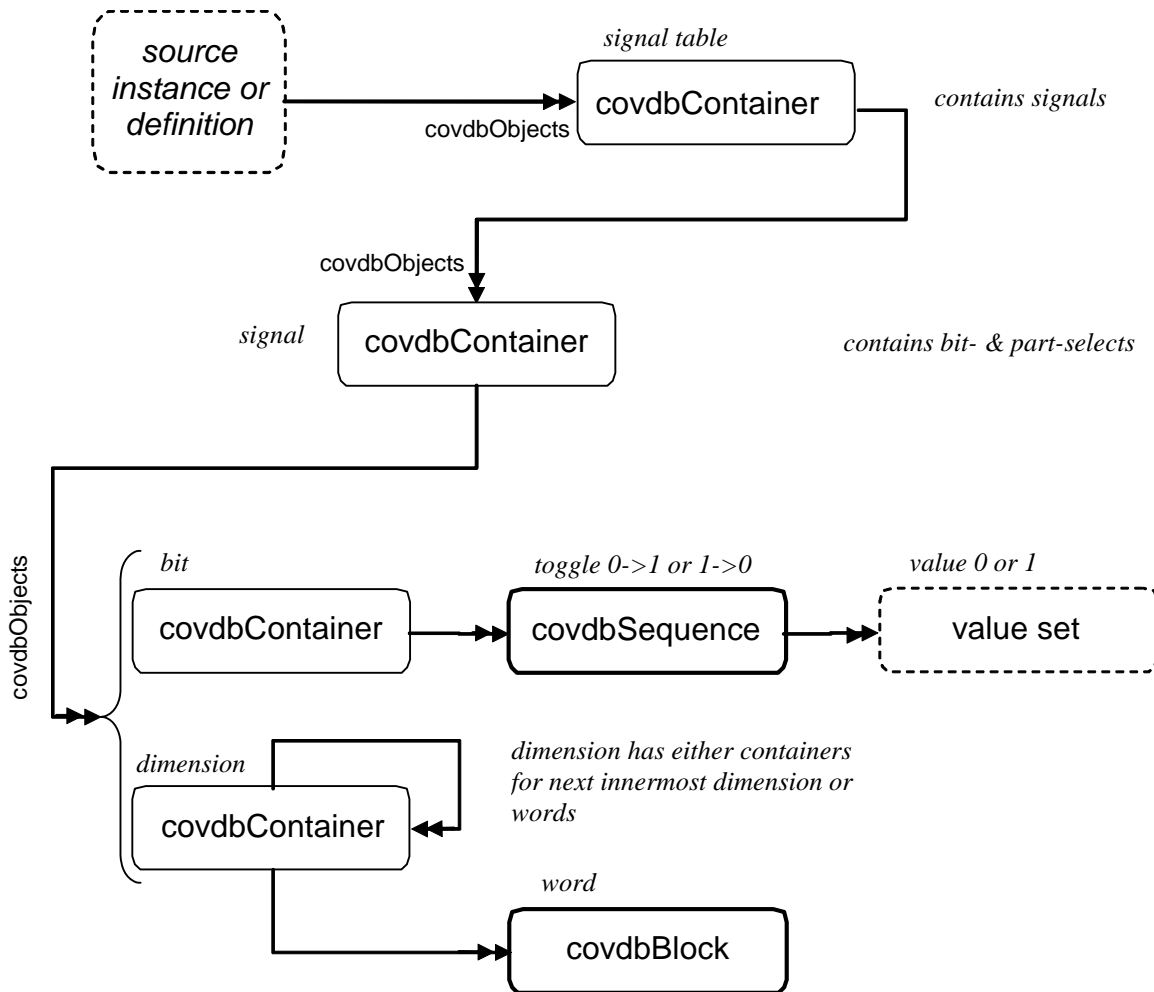 source
instance or
definition
signal table
covdbContainer
contains signals
covdbObjects
covdbObjects
signal
covdbContainer
contains bit- & part-selects
covdbObjects
bit
covdbContainer
toggle 0->1 or 1->0
covdbSequence
value 0 or 1
value set
dimension
covdbContainer
dimension has either containers
for next innermost dimension or
words
word
covdbBlock